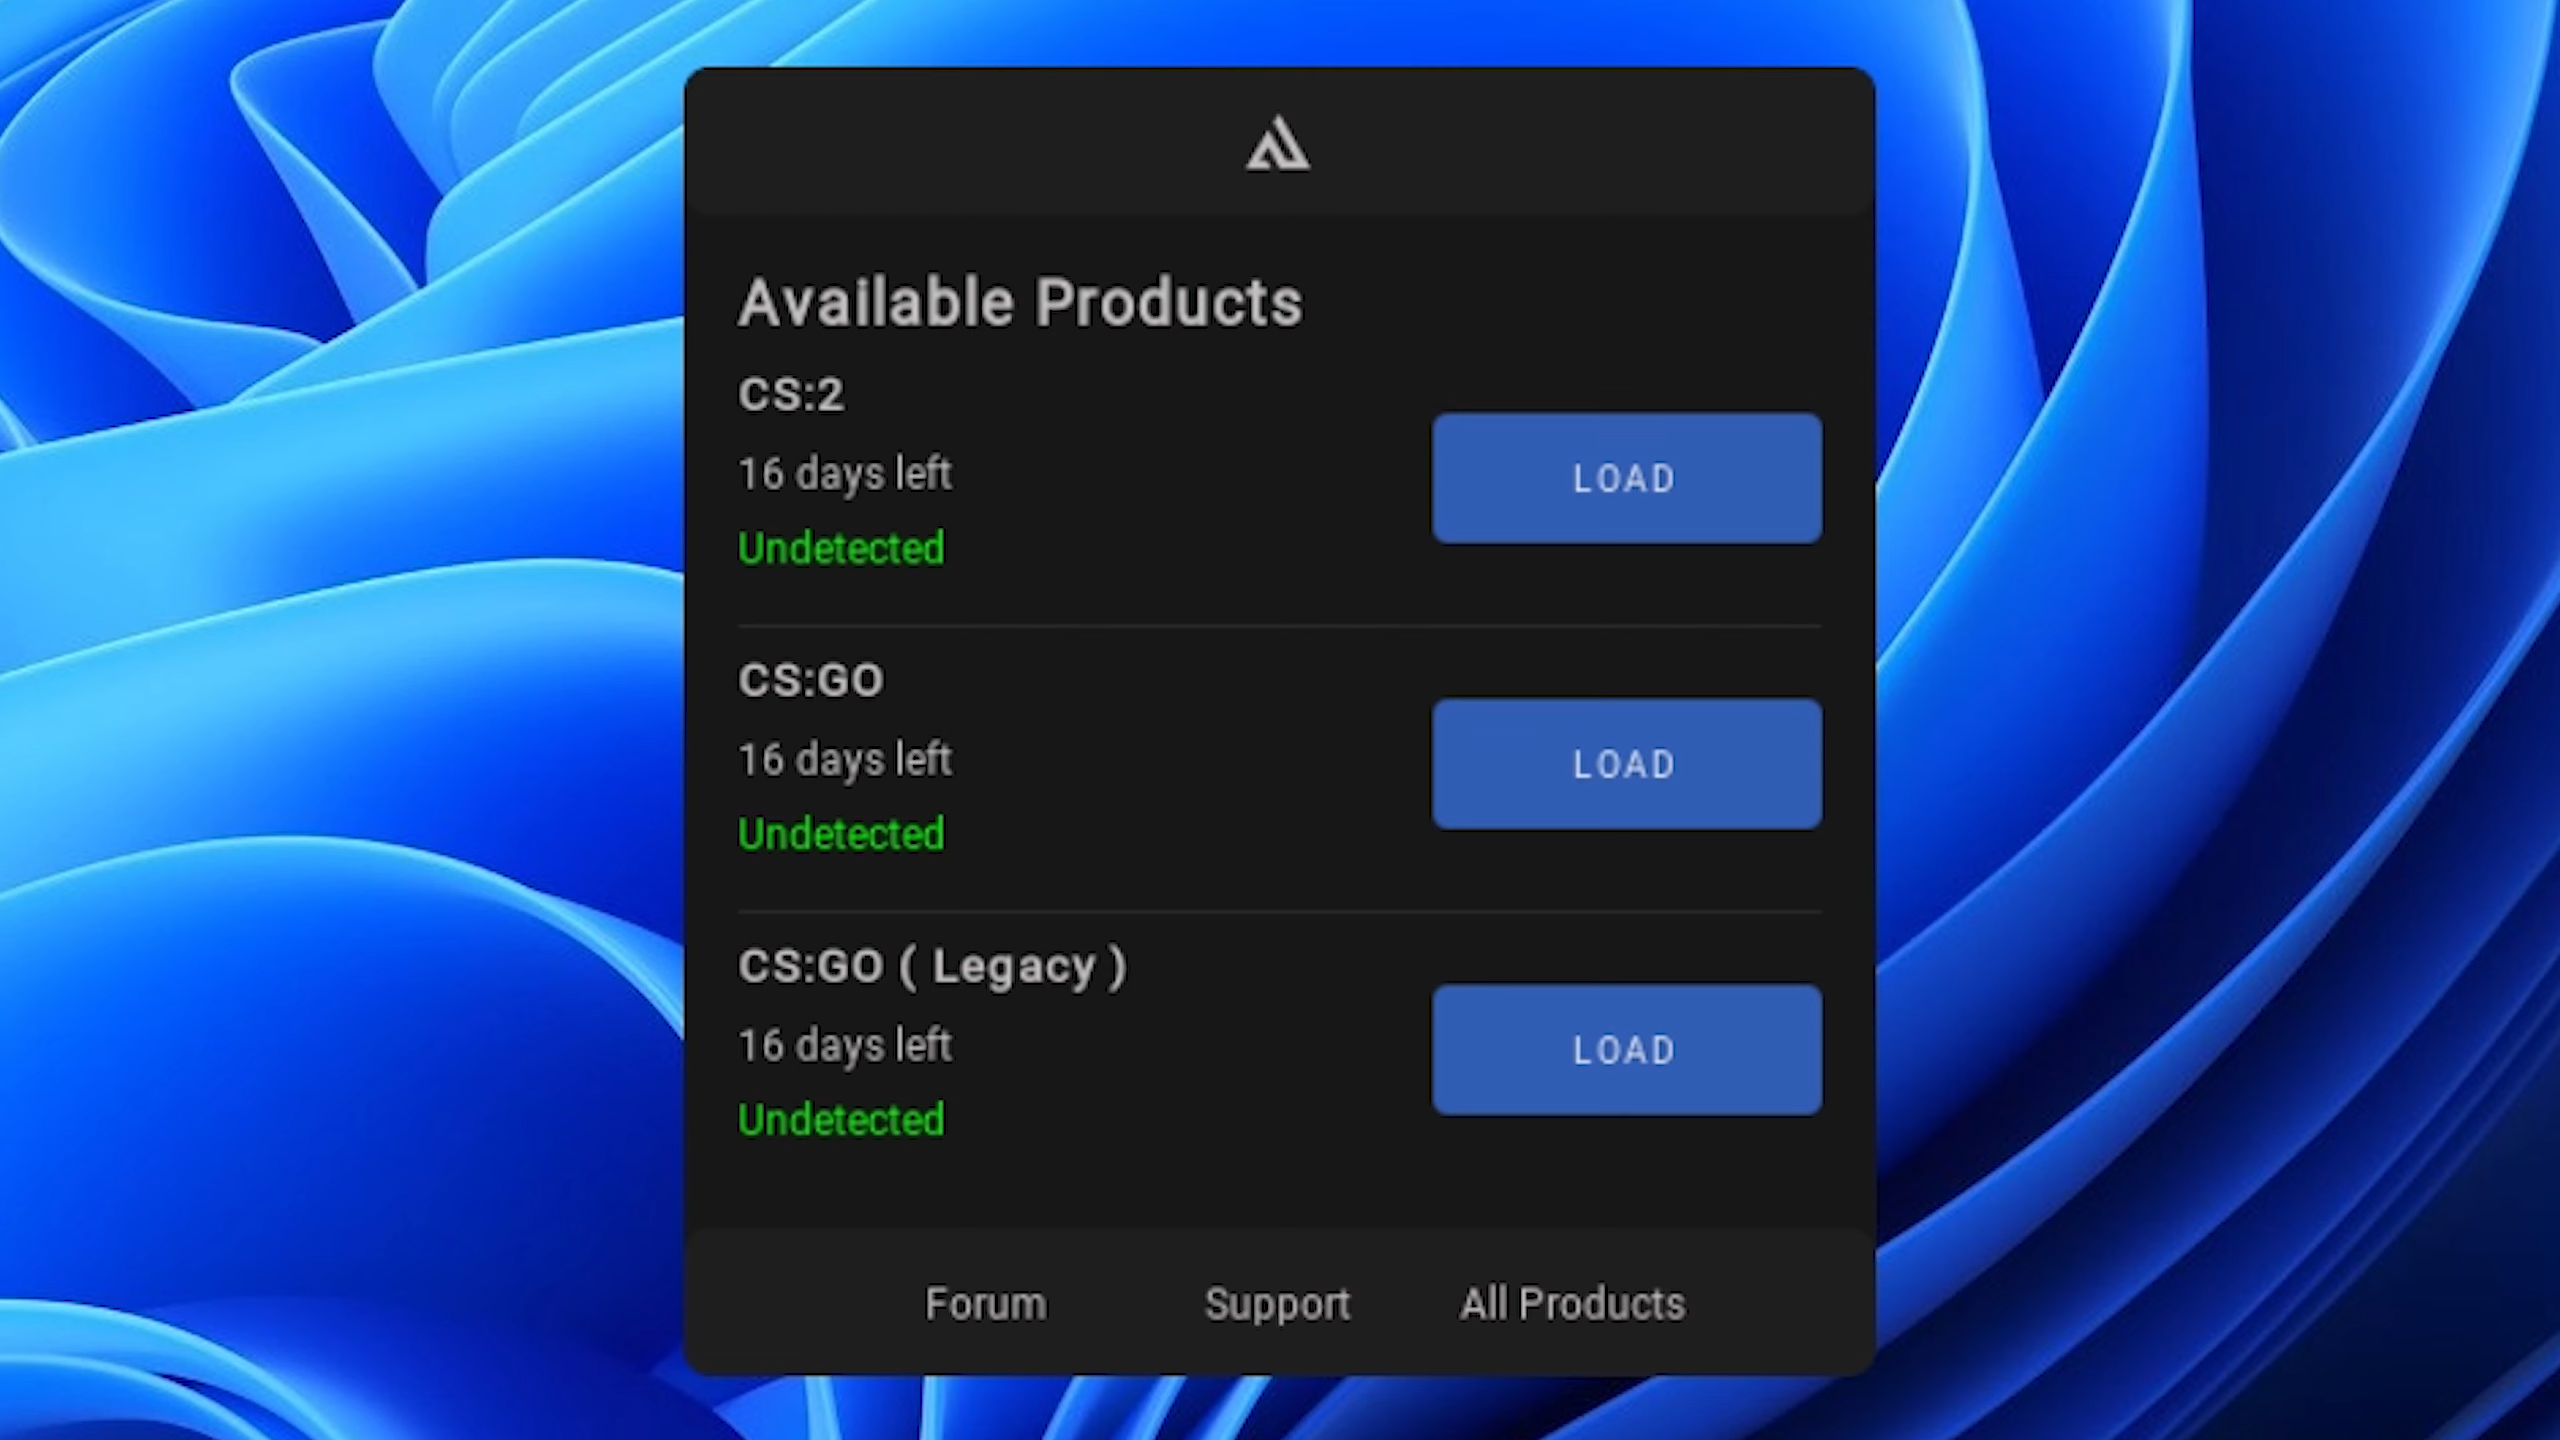 Available Products
CS:2
16 days left
Undetected
LOAD
CS:GO
16 days left
Undetected
LOAD
CS:GO ( Legacy )
16 days left
Undetected
LOAD
Forum Support All Products